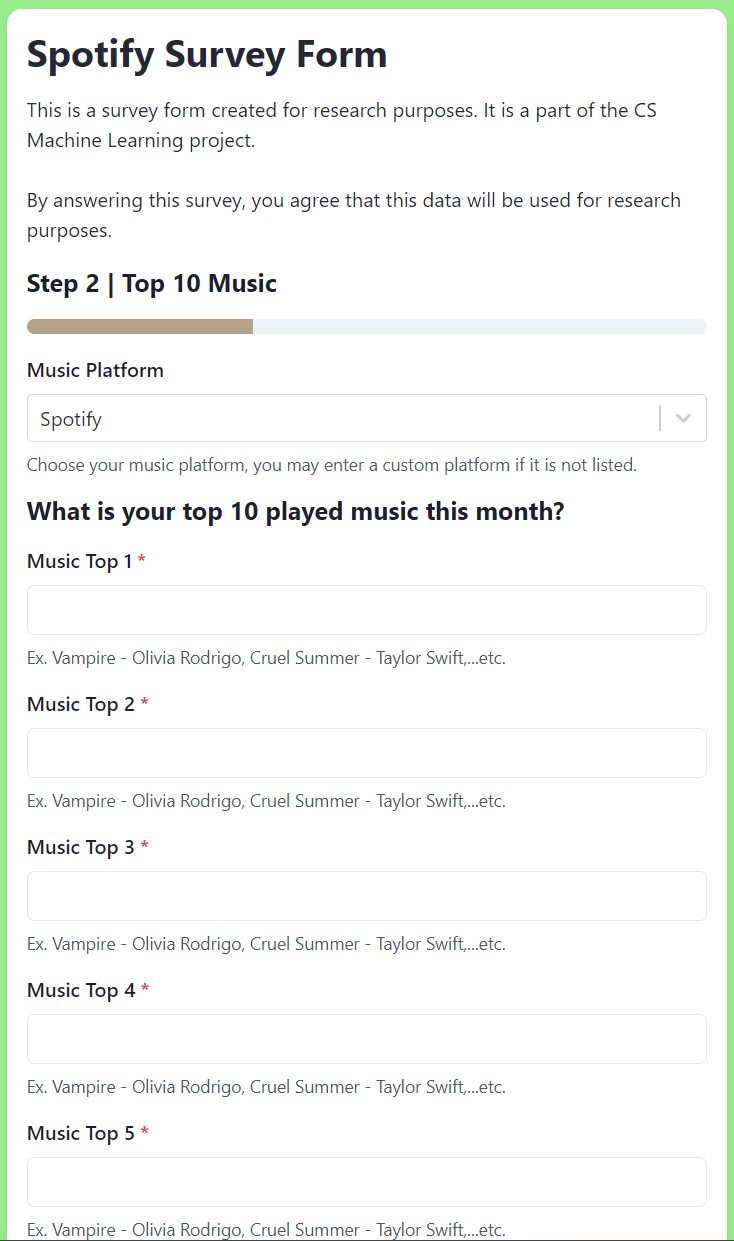 Spotify Survey Form
This is a survey form created for research purposes. It is a part of the CS
Machine Learning project.
By answering this survey, you agree that this data will be used for research
purposes.
Step 2 | Top 10 Music
Music Platform
Spotify
Choose your music platform, you may enter a custom platform if it is not listed.
What is your top 10 played music this month?
Music Top 1 *
Ex. Vampire - Olivia Rodrigo, Cruel Summer - Taylor Swift,...etc.
Music Top 2 *
Ex. Vampire - Olivia Rodrigo, Cruel Summer - Taylor Swift,...etc.
Music Top 3 *
Ex. Vampire - Olivia Rodrigo, Cruel Summer - Taylor Swift,...etc.
Music Top 4 *
Ex. Vampire - Olivia Rodrigo, Cruel Summer - Taylor Swift,...etc.
Music Top 5 *
Ex. Vampire - Olivia Rodrigo, Cruel Summer - Taylor Swift,...etc.